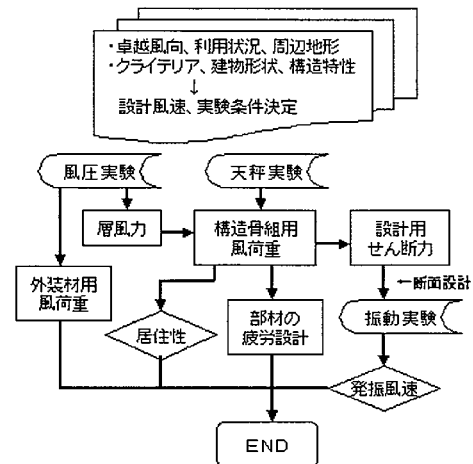 ・卓越風向、利用状況、周辺地形
・クライテリア、建物形状、構造特性
↓
設計風速、実験条件決定
風圧実験
天秤実験
層風力
構造骨組用
風荷重
設計用
せん断力
外装材用
風荷重
←断面設計
居住性
部材の
疲労設計
振動実験
発振風速
END